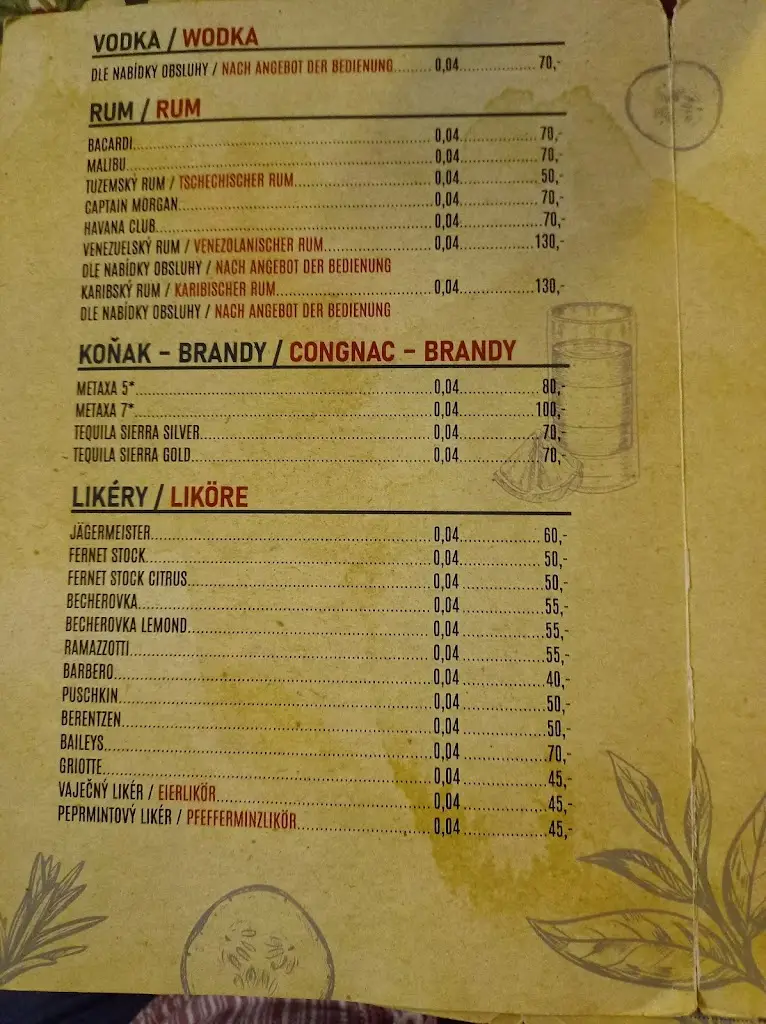 VODKA / WODKA
DLE NABÍDKY OBSLUHY / NACH ANGEBOT DER BEDIENUNG........ 0,04................... 70,-
RUM / RUM
BACARDI................ 0,04................... 70,-
MALIBU................ 0,04................... 70,-
TUZEMSKÝ RUM / TSCHECHISCHER RUM................ 0,04................... 50,-
CAPTAIN MORGAN................ 0,04................... 70,-
HAVANA CLUB................ 0,04................... 70,-
VENEZUELSKÝ RUM / VENEZOLANISCHER RUM................ 0,04................... 130,-
DLE NABÍDKY OBSLUHY / NACH ANGEBOT DER BEDIENUNG
KARIBSKÝ RUM / KARIBISCHER RUM................ 0,04................... 130,-
DLE NABÍDKY OBSLUHY / NACH ANGEBOT DER BEDIENUNG
KOŇAK - BRANDY / CONGNAC - BRANDY
METAXA 5*................ 0,04................... 80,-
METAXA 7*................ 0,04................... 100,-
TEQUILA SIERRA SILVER................ 0,04................... 70,-
TEQUILA SIERRA GOLD................ 0,04................... 70,-
LIKÉRY / LIKÖRE
JÄGERMEISTER................ 0,04................... 60,-
FERNET STOCK................ 0,04................... 50,-
FERNET STOCK CITRUS................ 0,04................... 50,-
BECHEROVKA................ 0,04................... 55,-
BECHEROVKA LEMOND................ 0,04................... 55,-
RAMAZZOTTI................ 0,04................... 55,-
BARBERO................ 0,04................... 40,-
PUSCHKIN................ 0,04................... 50,-
BERENTZEN................ 0,04................... 50,-
BAILEYS................ 0,04................... 70,-
GRIOTTE................ 0,04................... 45,-
VAJEČNÝ LIKÉR / EIERLIKÖR................ 0,04................... 45,-
PEPRMINTOVÝ LIKÉR / PFEFFERMINZLIKÖR................ 0,04................... 45,-